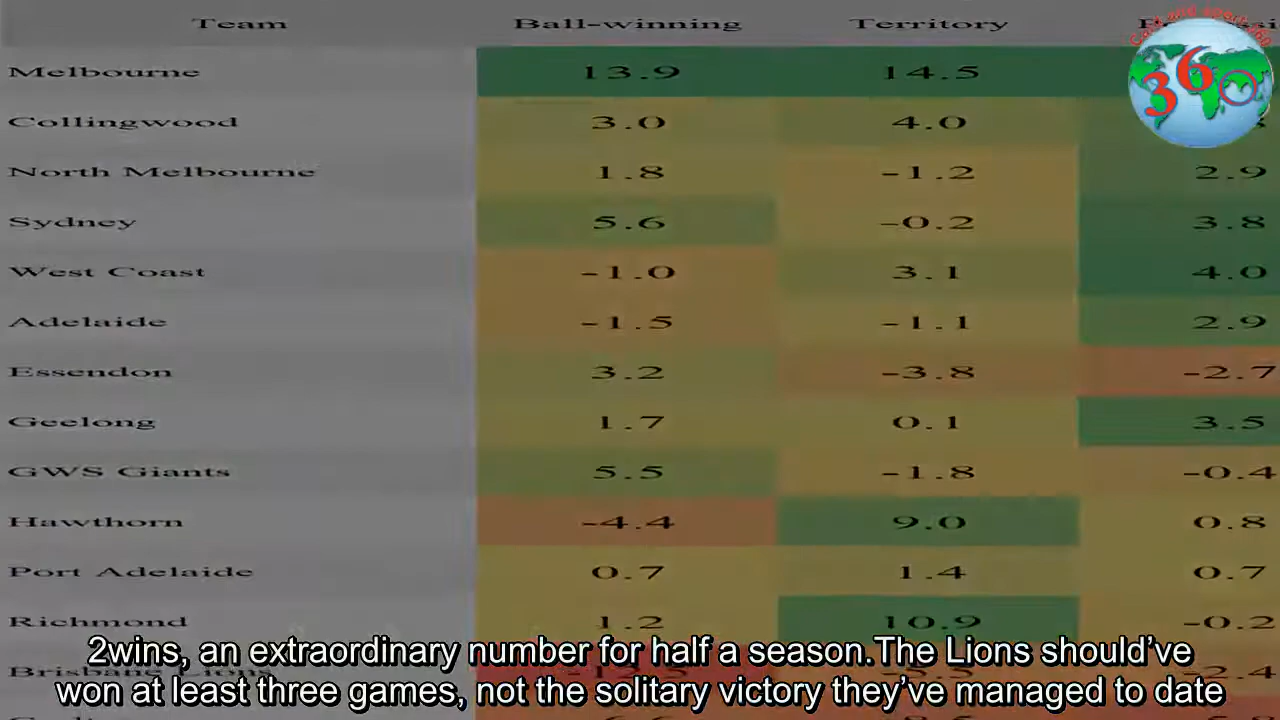 Team Ball-winning Territory
Melbourne 13.9 14.5
Collingwood 3.0 4.0
North Melbourne 1.8 -1.2 2.9
Sydney 5.6 -0.2 3.8
West Coast -1.0 3.1 4.0
Adelaide -1.5 -1.1 2.9
Essendon 3.2 -3.8 -2.7
Geelong 1.7 0.1 3.5
GWS Giants 5.5 -1.8 -0.4
Hawthorn -4.4 9.0 0.8
Port Adelaide 0.7 1.4 0.7
Richmond 1.2 10.9 -0.2
360
2wins, an extraordinary number for half a season.The Lions should’ve
won at least three games, not the solitary victory they’ve managed to date